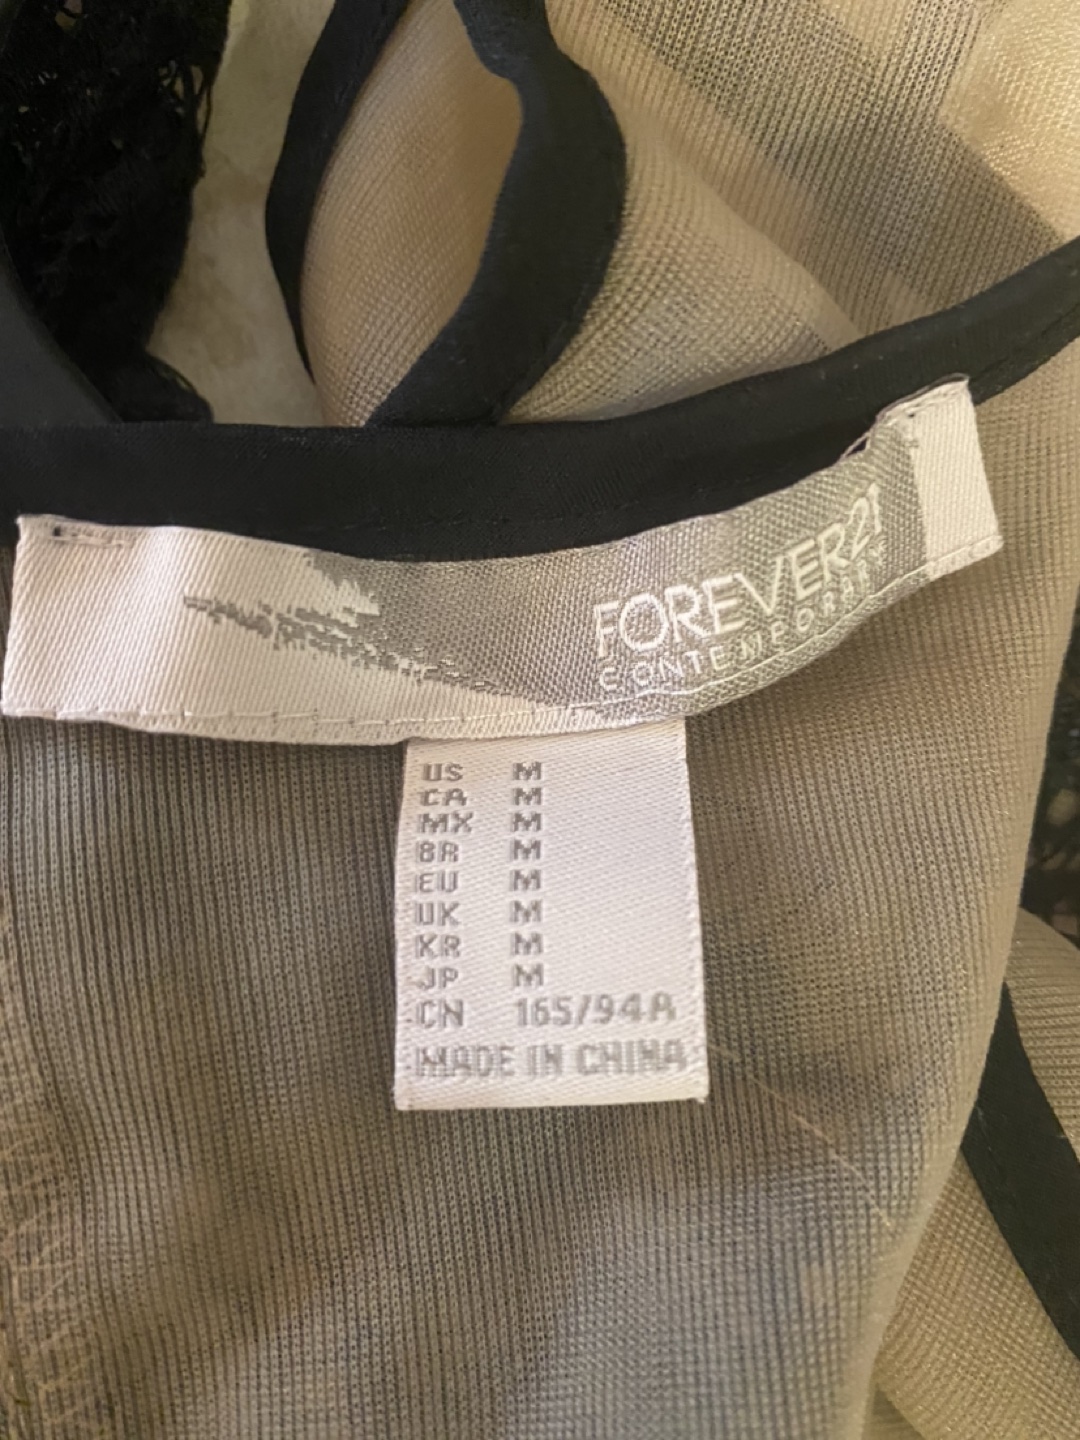 FOREVER21
CONTEMPORARY
US M
CA M
MX M
BR M
EU M
UK M
KR M
JP M
CN 165/94A
MADE IN CHINA